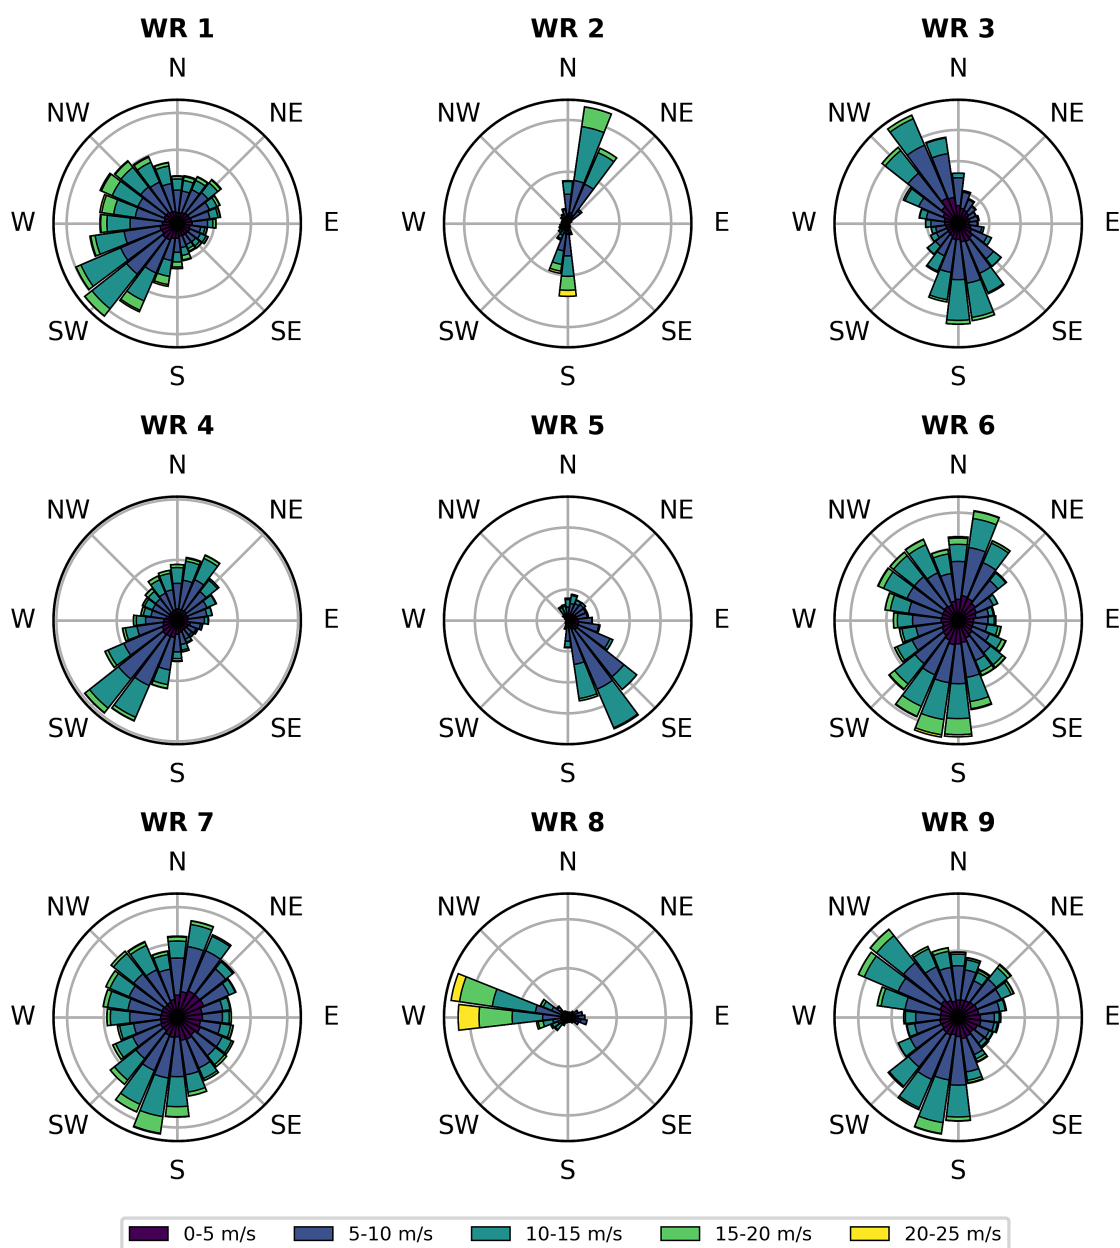 WR 1 WR 2 WR 3
N N N
NW NE NW NE NW NE
W E W E W E
SW SE SW SE SW SE
S S S
WR 4 WR 5 WR 6
N N N
NW NE NW NE NW NE
W E W E W E
SW SE SW SE SW SE
S S S
WR 7 WR 8 WR 9
N N N
NW NE NW NE NW NE
W E W E W E
SW SE SW SE SW SE
S S S
0-5 m/s 5-10 m/s 10-15 m/s 15-20 m/s 20-25 m/s